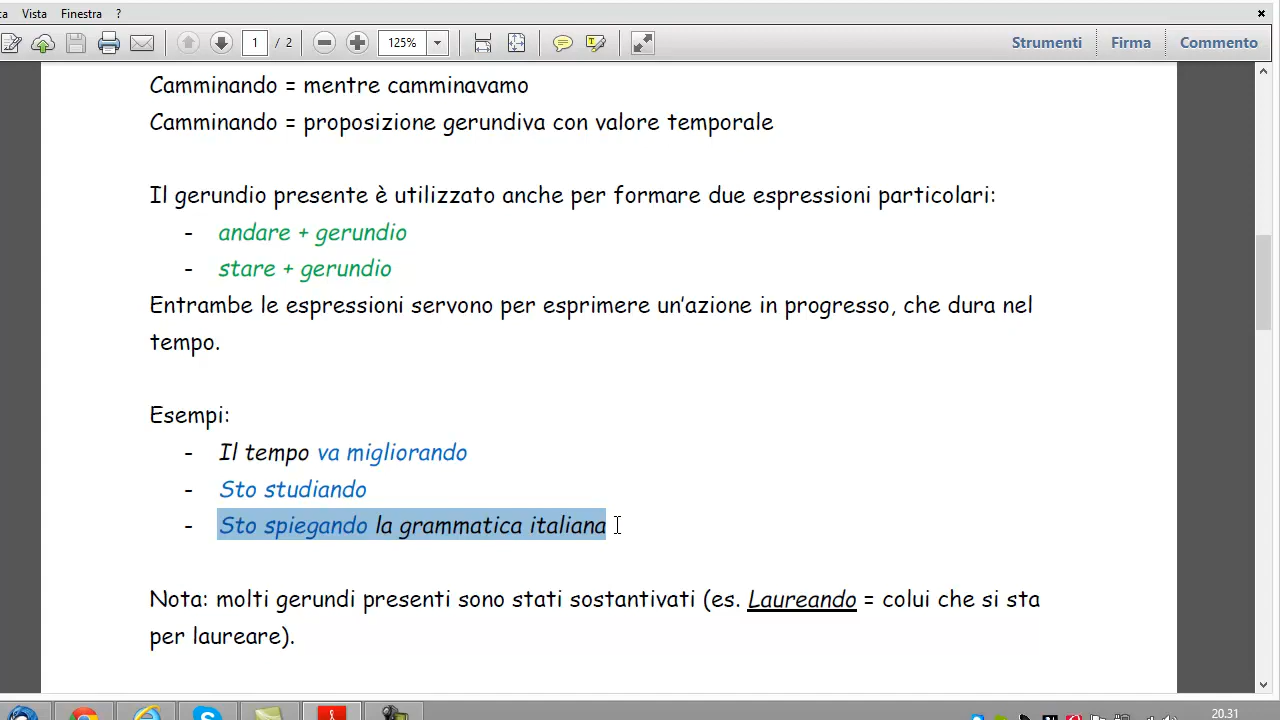 Vista Finestra ?
1 / 2 125% Strumenti Firma Commento
Camminando = mentre camminavamo
Camminando = proposizione gerundiva con valore temporale
Il gerundio presente è utilizzato anche per formare due espressioni particolari:
- andare + gerundio
- stare + gerundio
Entrambe le espressioni servono per esprimere un'azione in progresso, che dura nel
tempo.
Esempi:
- Il tempo va migliorando
- Sto studiando
- Sto spiegando la grammatica italiana
Nota: molti gerundi presenti sono stati sostantivati (es. Laureando = colui che si sta
per laureare).
20.31